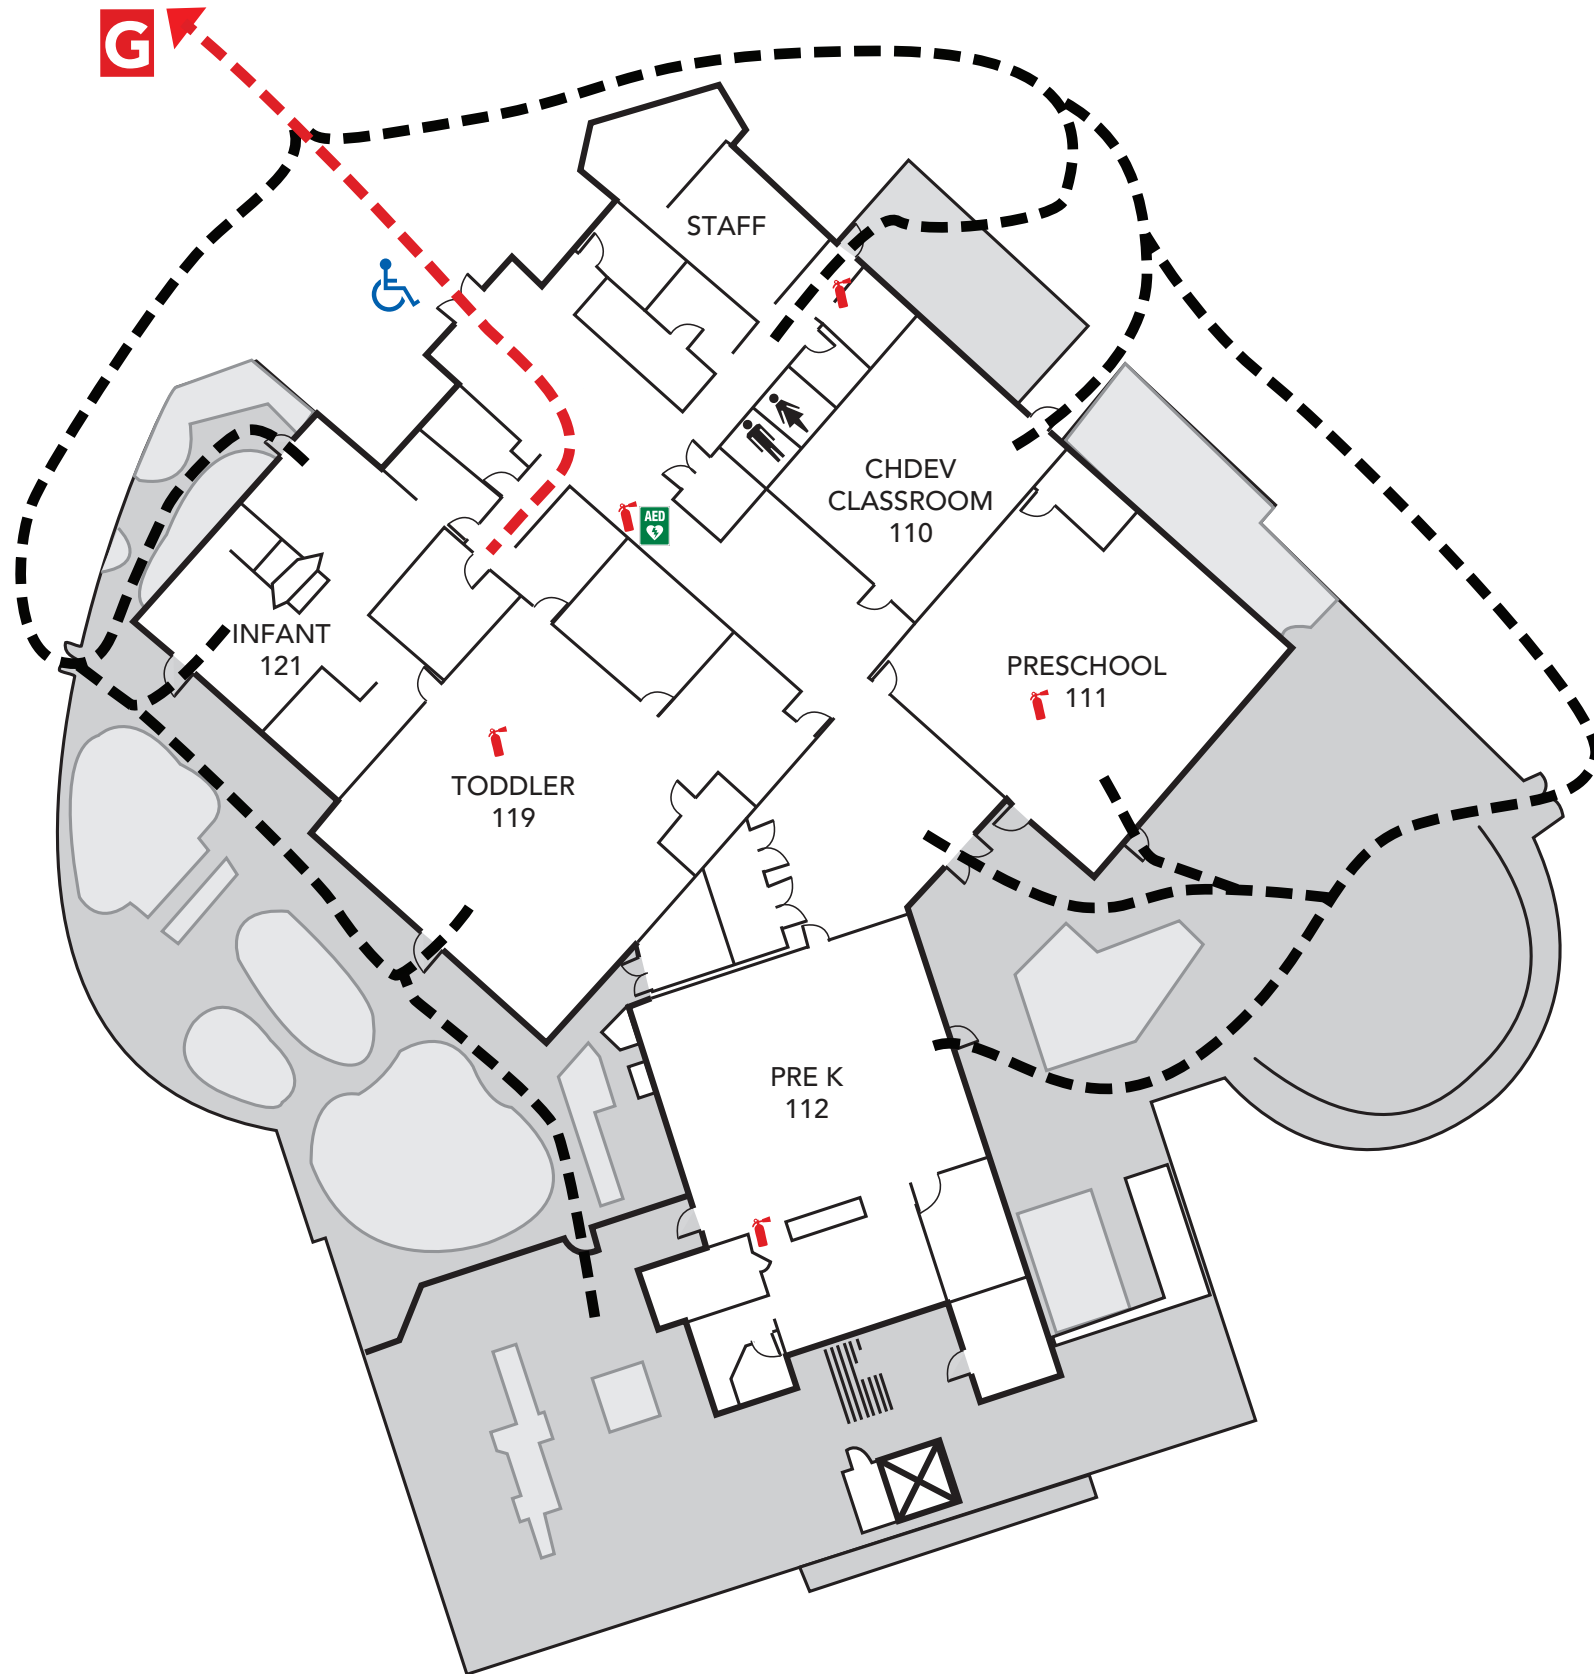 G
STAFF
CHDEV
CLASSROOM
110
AED
INFANT
121
PRESCHOOL
111
TODDLER
119
PRE K
112